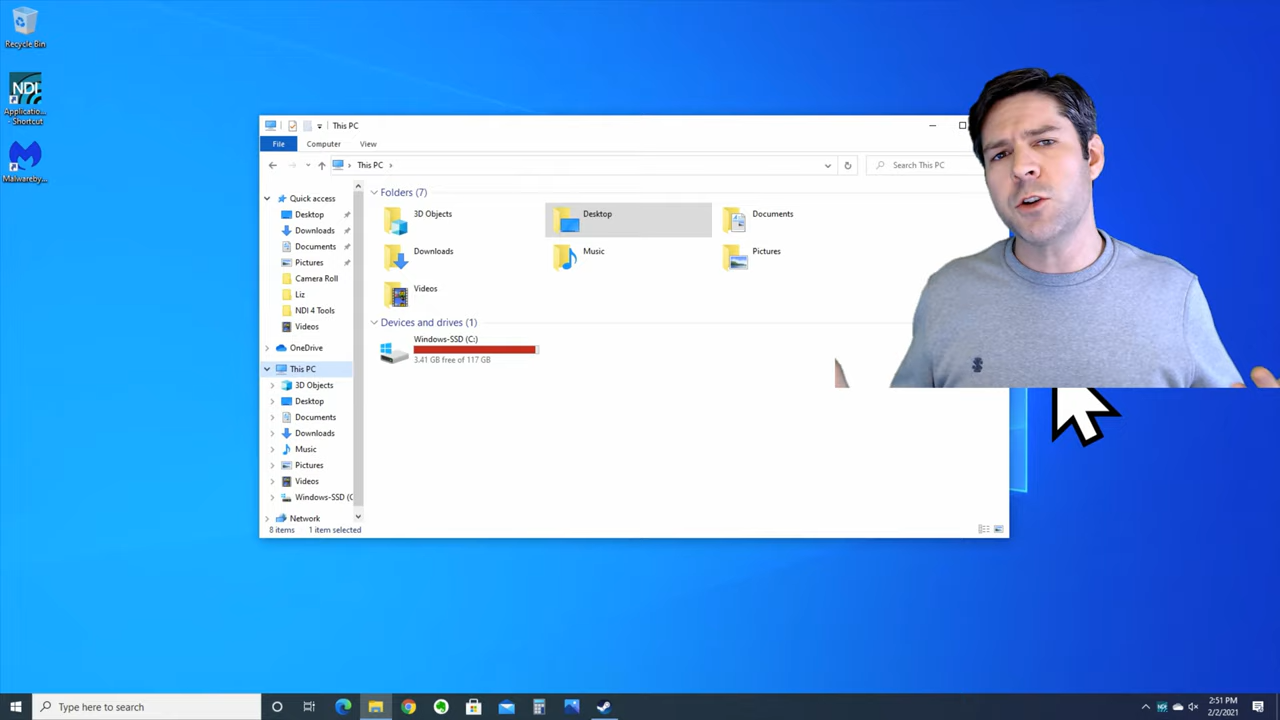 Recycle Bin
NDI
Applicatio...
- Shortcut
Malwareby...
This PC
File
Computer
View
This PC
Search This PC
Quick access
Desktop
Downloads
Documents
Pictures
Camera Roll
Liz
NDI 4 Tools
Videos
OneDrive
This PC
3D Objects
Desktop
Documents
Downloads
Music
Pictures
Videos
Windows-SSD (C
Network
Folders (7)
3D Objects
Desktop
Documents
Downloads
Music
Pictures
Videos
Devices and drives (1)
Windows-SSD (C:)
3.41 GB free of 117 GB
8 items
1 item selected
Type here to search
NDI
2:51 PM
2/2/2021